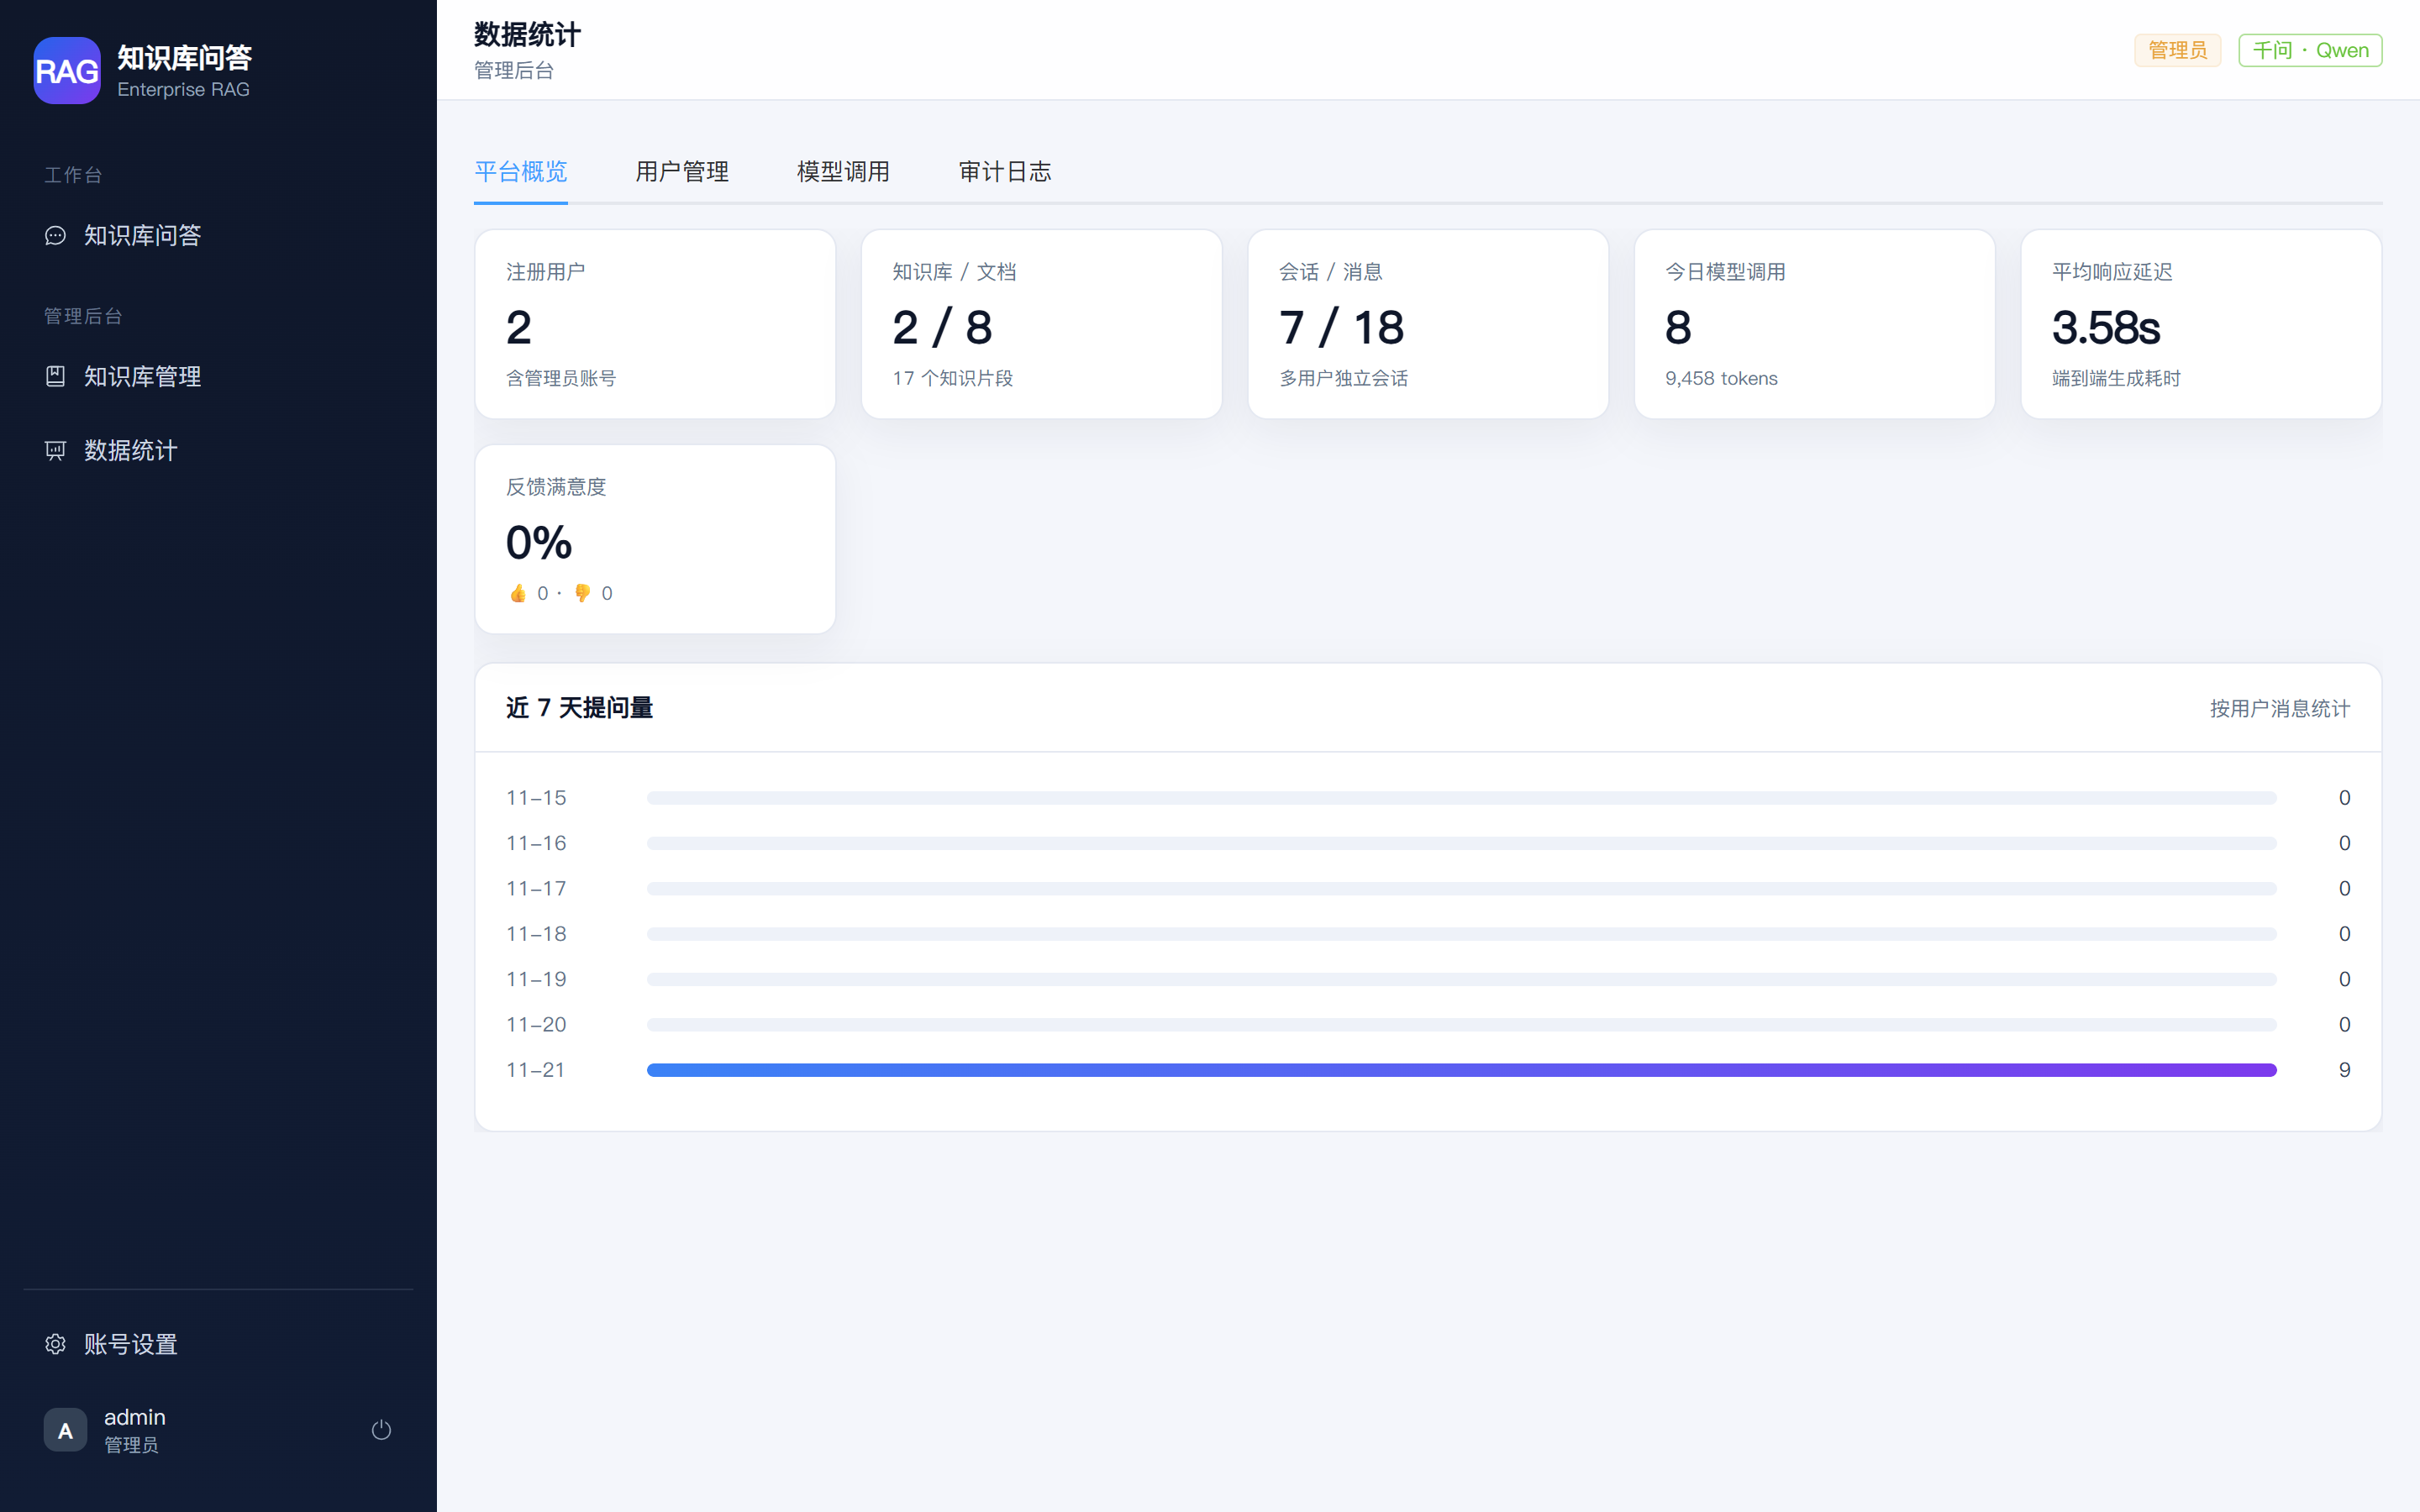 RAG
知识库问答
Enterprise RAG
工作台
知识库问答
管理后台
知识库管理
数据统计
账号设置
A
admin
管理员
数据统计
管理后台
管理员
千问 · Qwen
平台概览
用户管理
模型调用
审计日志
注册用户
2
含管理员账号
知识库 / 文档
2 / 8
17 个知识片段
会话 / 消息
7 / 18
多用户独立会话
今日模型调用
8
9,458 tokens
平均响应延迟
3.58s
端到端生成耗时
反馈满意度
0%
👍 0 · 👎 0
近 7 天提问量
按用户消息统计
11-15 0
11-16 0
11-17 0
11-18 0
11-19 0
11-20 0
11-21 9